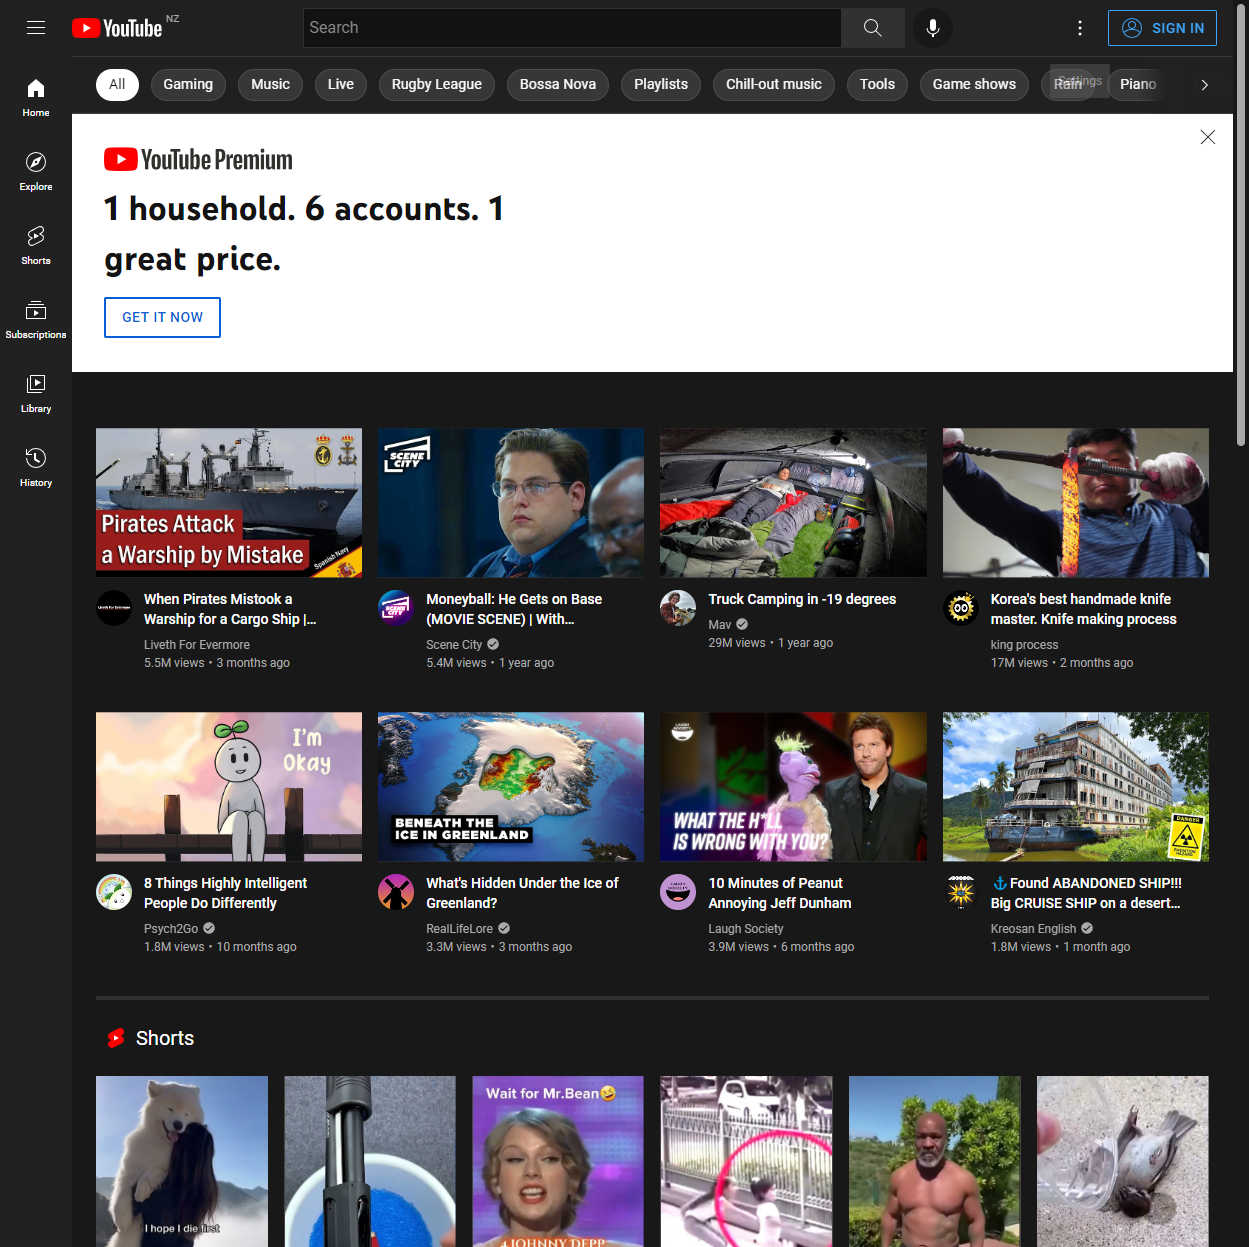 YouTube NZ
Search
SIGN IN
Home
Explore
Shorts
Subscriptions
Library
History
All
Gaming
Music
Live
Rugby League
Bossa Nova
Playlists
Chill-out music
Tools
Game shows
Rain
Settings
Piano
YouTube Premium
1 household. 6 accounts. 1
great price.
GET IT NOW
Pirates Attack
a Warship by Mistake
Spanish Navy
SCENE
CITY
Liveth For Evermore
When Pirates Mistook a
Warship for a Cargo Ship |...
Liveth For Evermore
5.5M views • 3 months ago
SCENE
CITY
Moneyball: He Gets on Base
(MOVIE SCENE) | With...
Scene City
5.4M views • 1 year ago
Truck Camping in -19 degrees
Mav
29M views • 1 year ago
Korea's best handmade knife
master. Knife making process
king process
17M views • 2 months ago
I'm
Okay
BENEATH THE
ICE IN GREENLAND
LAUGH
SOCIETY
WHAT THE H*LL
IS WRONG WITH YOU?
DANGER
8 Things Highly Intelligent
People Do Differently
Psych2Go
1.8M views • 10 months ago
What's Hidden Under the Ice of
Greenland?
RealLifeLore
3.3M views • 3 months ago
10 Minutes of Peanut
Annoying Jeff Dunham
Laugh Society
3.9M views • 6 months ago
⚓Found ABANDONED SHIP!!!
Big CRUISE SHIP on a desert...
Kreosan English
1.8M views • 1 month ago
Shorts
I hope I die first
Wait for Mr.Bean🤣
JOHNNY DEPP